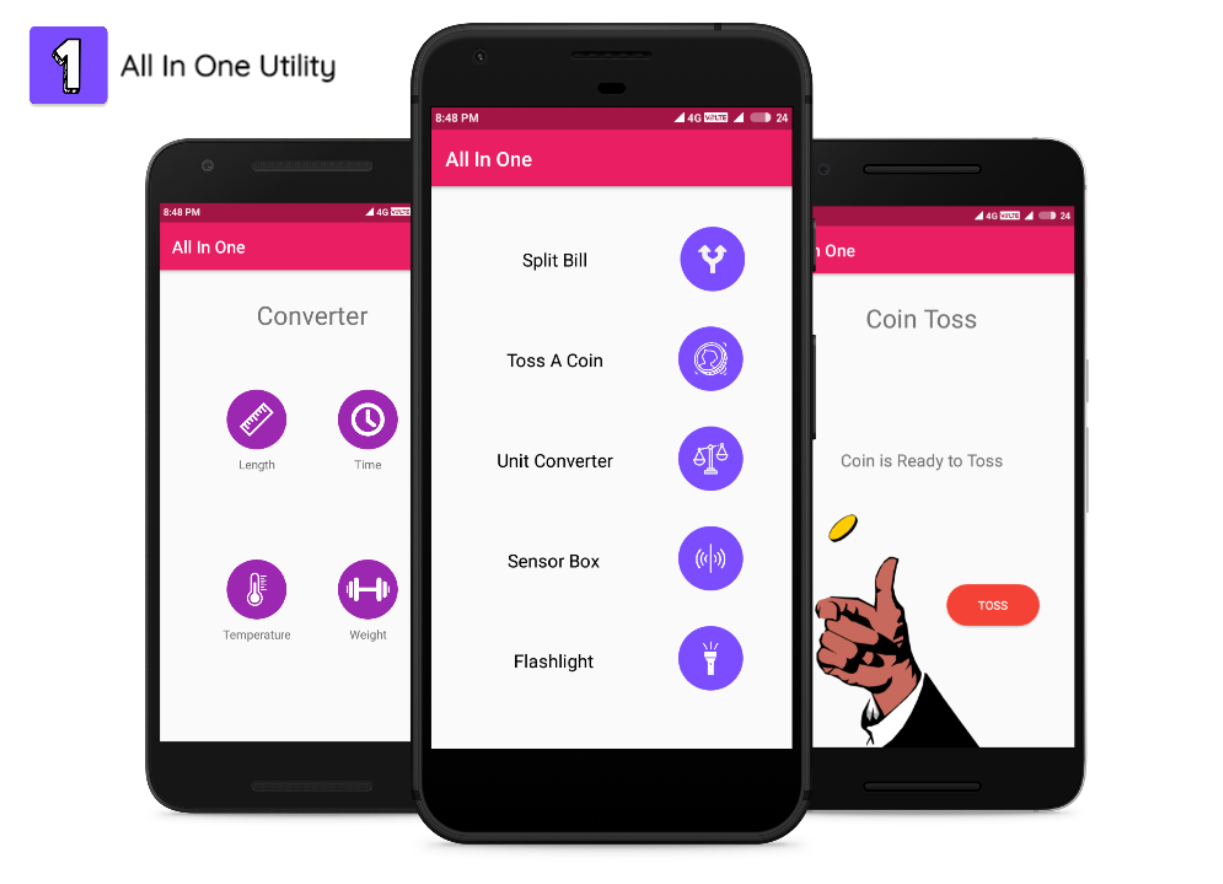 1 All In One Utility
8:48 PM 4G VoLTE
All In One
Converter
Length Time
Temperature Weight
8:48 PM 4G VoLTE 24
All In One
Split Bill
Toss A Coin
Unit Converter
Sensor Box
Flashlight
4G VoLTE 24
n One
Coin Toss
Coin is Ready to Toss
TOSS